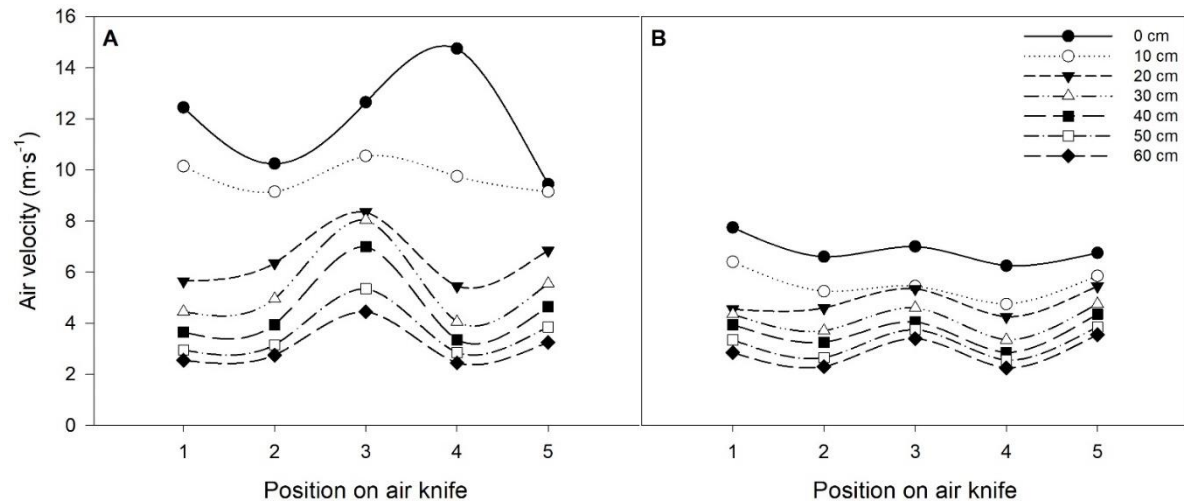 A
B
Air velocity (m·s⁻¹)
16
14
12
10
8
6
4
2
0
0 cm
10 cm
20 cm
30 cm
40 cm
50 cm
60 cm
1 2 3 4 5
1 2 3 4 5
Position on air knife
Position on air knife